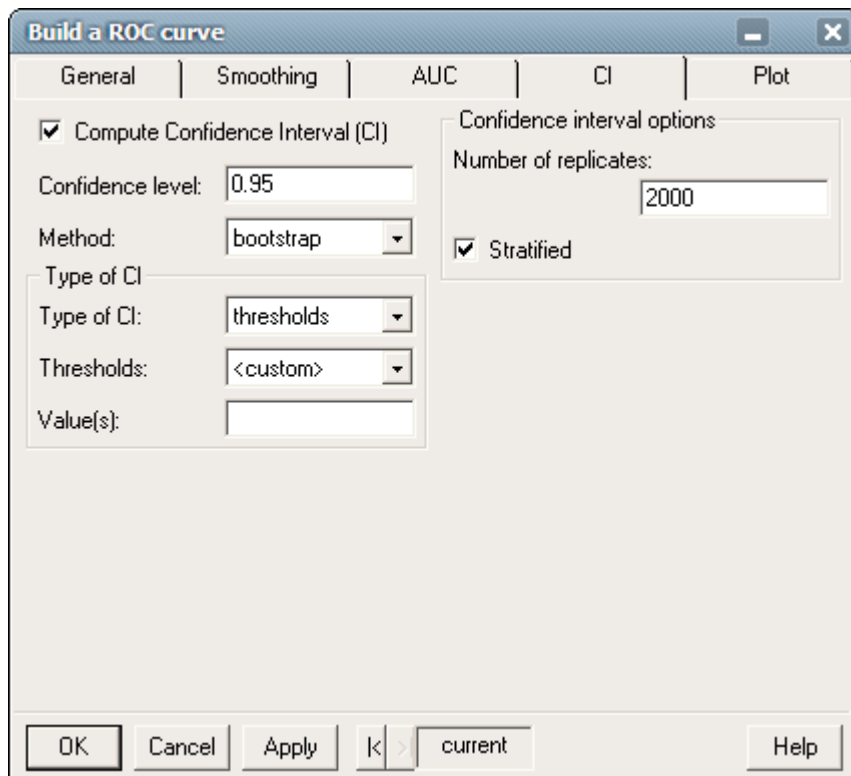 Build a ROC curve
General Smoothing AUC CI Plot
Compute Confidence Interval (CI)
Confidence level: 0.95
Method: bootstrap
Type of CI
Type of CI: thresholds
Thresholds: <custom>
Value(s):
Confidence interval options
Number of replicates:
2000
Stratified
OK Cancel Apply |< >| current Help